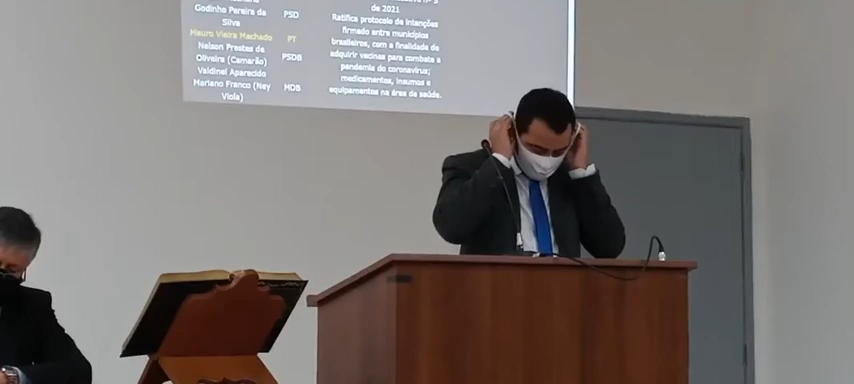 Godinho Pereira da
Silva
PSD
Mauro Vieira Machado
PT
Nelson Prestes de
Oliveira (Camarão)
PSDB
Valdinei Aparecido
Mariano Franco (Ney
Viola)
MDB
de 2021
Ratifica protocolo de intenções
firmado entre municípios
brasileiros, com a finalidade de
adquirir vacinas para combate a
pandemia do coronavírus;
medicamentos, insumos e
equipamentos na área de saúde.